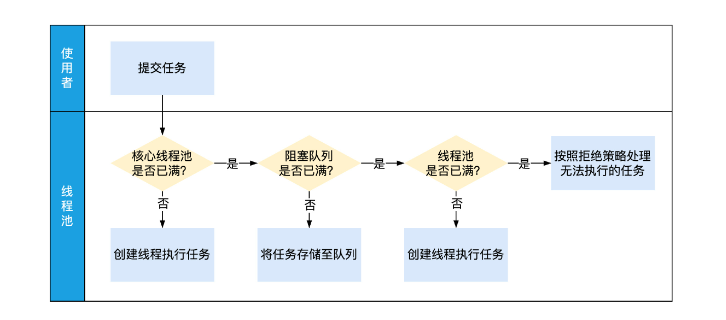 使用者
提交任务
线程池
核心线程池
是否已满?
是
阻塞队列
是否已满?
是
线程池
是否已满?
是
按照拒绝策略处理
无法执行的任务
否
否
否
创建线程执行任务
将任务存储至队列
创建线程执行任务